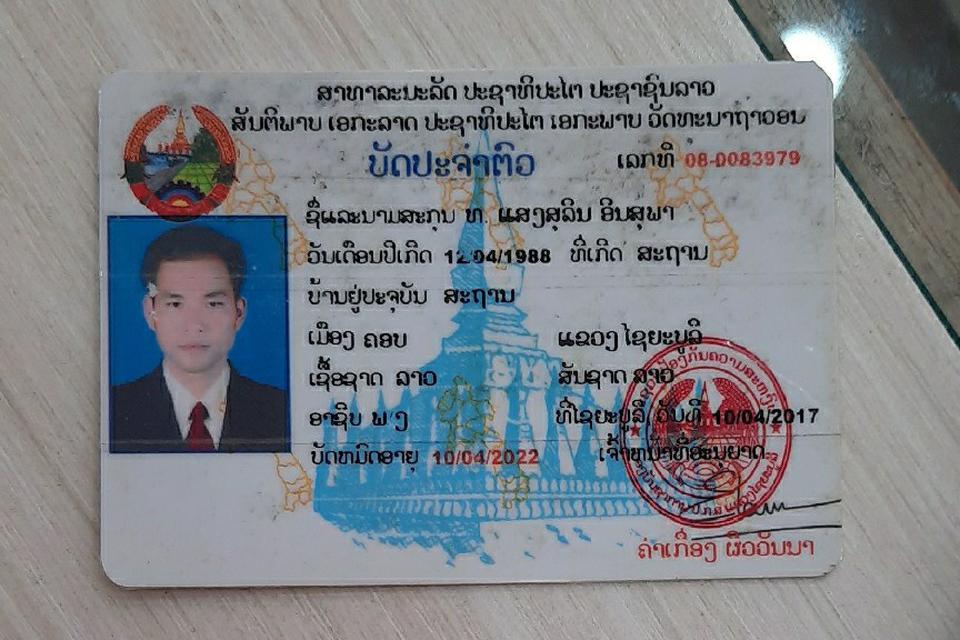 ສາທາລະນະລັດ ປະຊາທິປະໄຕ ປະຊາຊົນລາວ
ສັນຕິພາບ ເອກະລາດ ປະຊາທິປະໄຕ ເອກະພາບ ວັດທະນາຖາວອນ
ບັດປະຈຳຕົວ ເລກທີ 08-0083979
ຊື່ແລະນາມສະກຸນ ທ. ແສງສຸລິນ ອິນສຸພາ
ວັນເດືອນປີເກີດ 12/04/1988 ທີ່ເກີດ ສະຖານ
ບ້ານຢູ່ປະຈຸບັນ ສະຖານ
ເມືອງ ຄອບ ແຂວງ ໄຊຍະບູລີ
ເຊື້ອຊາດ ລາວ ສັນຊາດ ລາວ
ອາຊີບ ທີ່ໄຊຍະບູລີ ວັນທີ 10/04/2017
ບັດຫມົດອາຍຸ 10/04/2022 ເຈົ້າຫນ້າທີ່ອະນຸຍາດ
ຄຳເກື່ອງ ຜິວວັນນາ